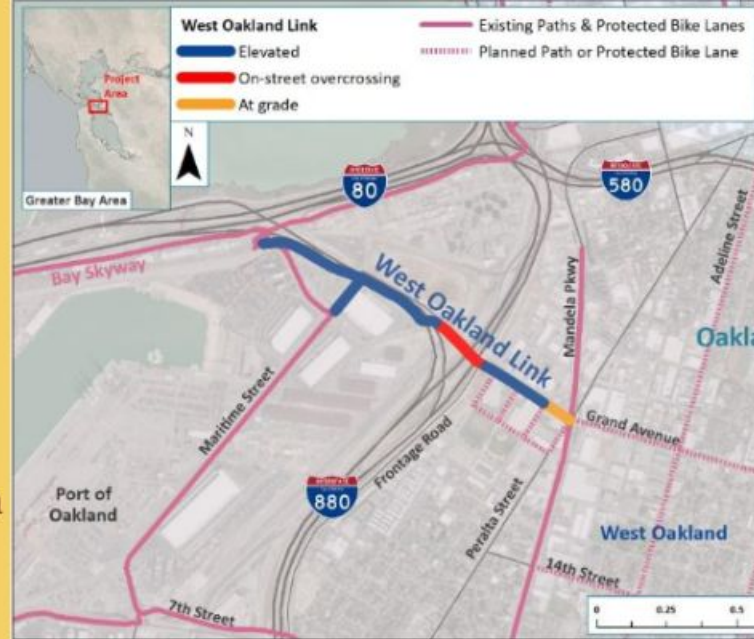 Project
Area
Greater Bay Area
West Oakland Link
Elevated
On-street overcrossing
At grade
Existing Paths & Protected Bike Lanes
Planned Path or Protected Bike Lane
N
INTERSTATE
80
INTERSTATE
580
Bay Skyway
West Oakland Link
Mandela Pkwy
Adeline Street
Maritime Street
Grand Avenue
Frontage Road
Port of
Oakland
INTERSTATE
880
Peralta Street
West Oakland
14th Street
7th Street
0 0.25 0.5